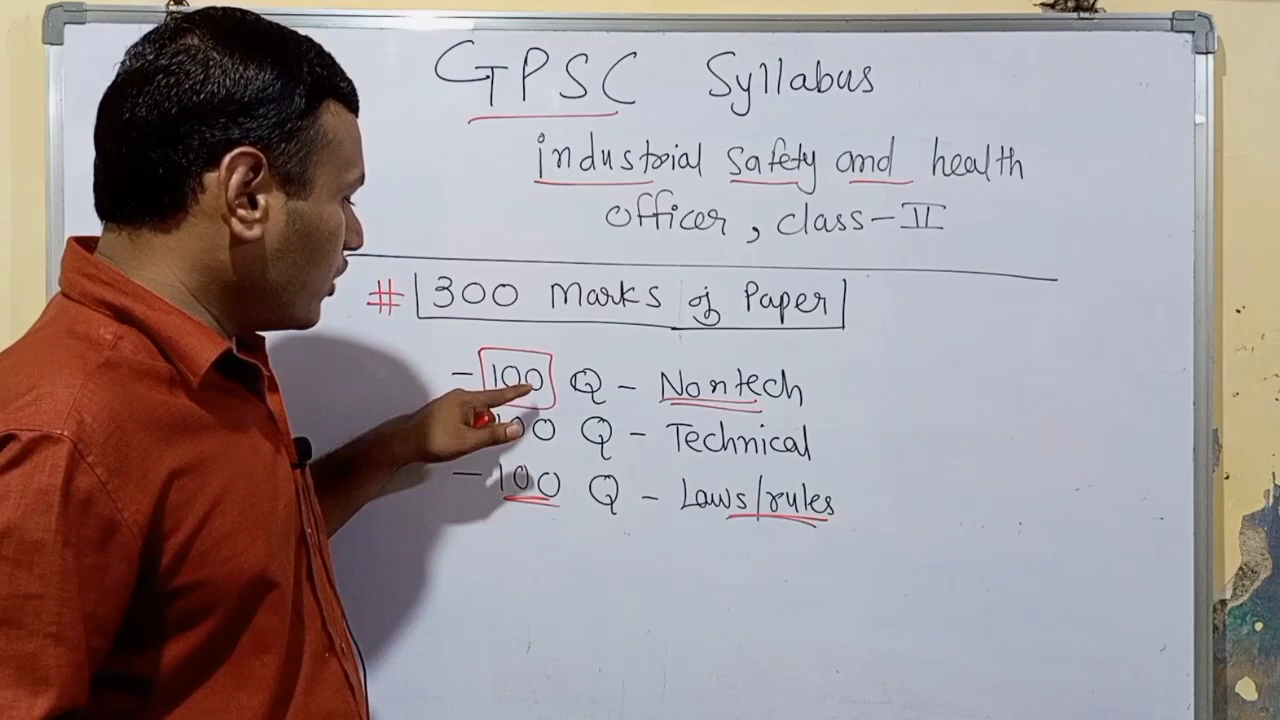 GPSC Syllabus
industrial safety and health
officer, class-II
# 300 Marks of Paper
- 100 Q - Nontech
100 Q - Technical
- 100 Q - Laws/rules